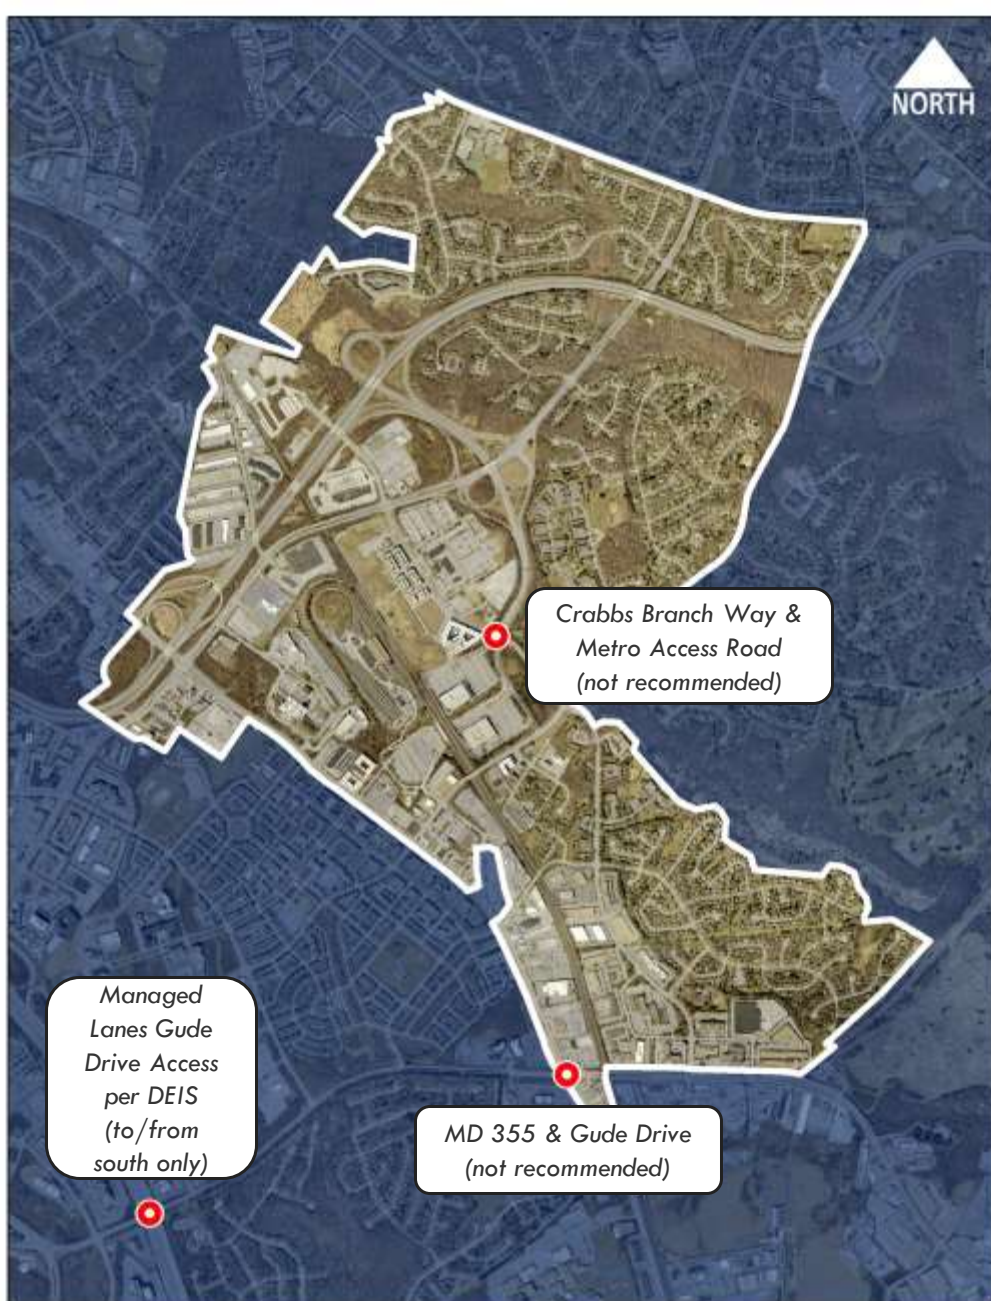 NORTH
Crabbs Branch Way &
Metro Access Road
(not recommended)
Managed
Lanes Gude
Drive Access
per DEIS
(to/from
south only)
MD 355 & Gude Drive
(not recommended)